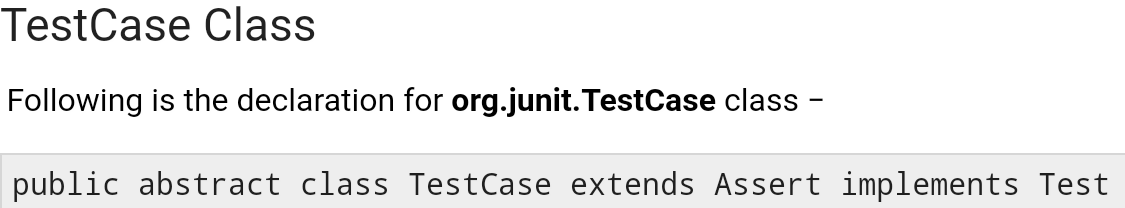 TestCase Class
Following is the declaration for org.junit.TestCase class −
public abstract class TestCase extends Assert implements Test